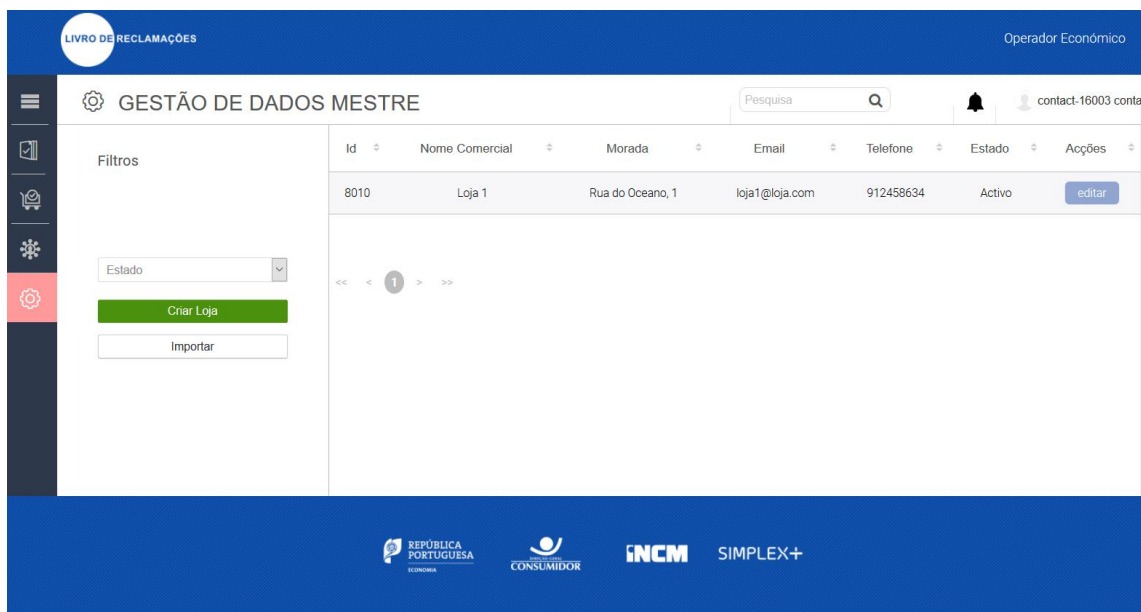 LIVRO DE RECLAMAÇÕES
Operador Económico
GESTÃO DE DADOS MESTRE
Pesquisa
contact-16003 conta
Filtros
Estado
Criar Loja
Importar
Id Nome Comercial Morada Email Telefone Estado Acções
8010 Loja 1 Rua do Oceano, 1 loja1@loja.com 912458634 Activo editar
<< < 1 > >>
REPÚBLICA
PORTUGUESA
ECONOMIA
DIREÇÃO-GERAL
CONSUMIDOR
INCM
SIMPLEX+